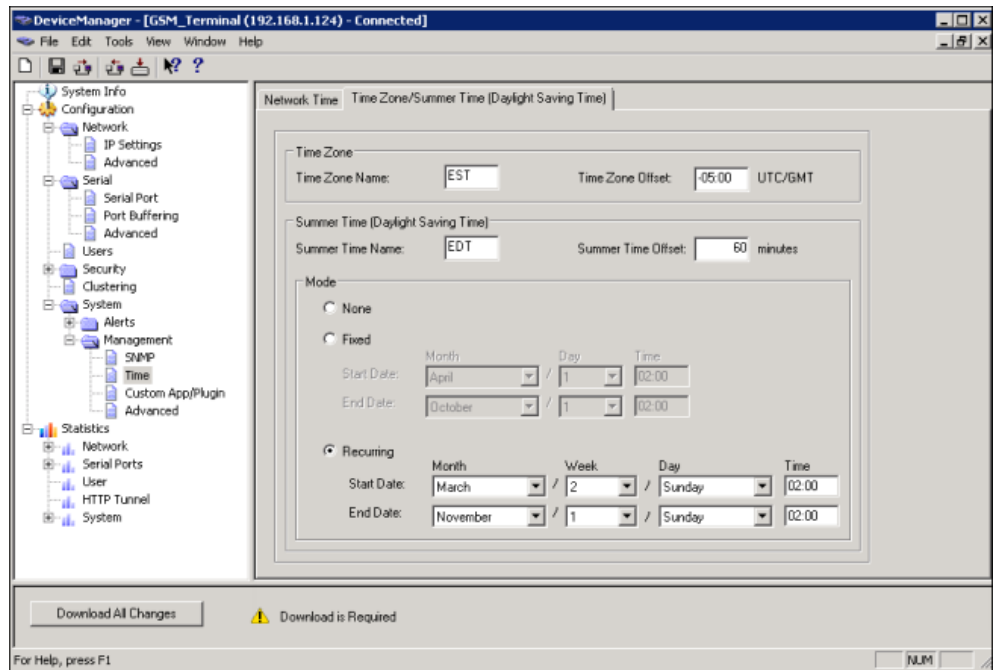 DeviceManager - [GSM_Terminal (192.168.1.124) - Connected]
File Edit Tools View Window Help
System Info
Configuration
Network
IP Settings
Advanced
Serial
Serial Port
Port Buffering
Advanced
Users
Security
Clustering
System
Alerts
Management
SNMP
Time
Custom App/Plugin
Advanced
Statistics
Network
Serial Ports
User
HTTP Tunnel
System
Network Time Time Zone/Summer Time (Daylight Saving Time)
Time Zone
Time Zone Name: EST Time Zone Offset: -05:00 UTC/GMT
Summer Time (Daylight Saving Time)
Summer Time Name: EDT Summer Time Offset: 60 minutes
Mode
None
Fixed
Month Day Time
Start Date: April / 1 02:00
End Date: October / 1 02:00
Recurring
Month Week Day Time
Start Date: March / 2 / Sunday 02:00
End Date: November / 1 / Sunday 02:00
Download All Changes Download is Required
For Help, press F1 NUM